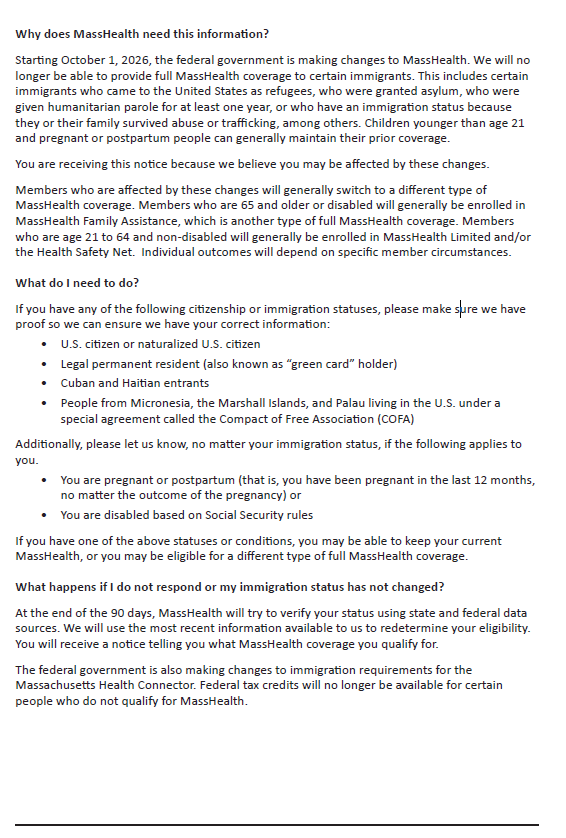 Why does MassHealth need this information?
Starting October 1, 2026, the federal government is making changes to MassHealth. We will no
longer be able to provide full MassHealth coverage to certain immigrants. This includes certain
immigrants who came to the United States as refugees, who were granted asylum, who were
given humanitarian parole for at least one year, or who have an immigration status because
they or their family survived abuse or trafficking, among others. Children younger than age 21
and pregnant or postpartum people can generally maintain their prior coverage.
You are receiving this notice because we believe you may be affected by these changes.
Members who are affected by these changes will generally switch to a different type of
MassHealth coverage. Members who are 65 and older or disabled will generally be enrolled in
MassHealth Family Assistance, which is another type of full MassHealth coverage. Members
who are age 21 to 64 and non-disabled will generally be enrolled in MassHealth Limited and/or
the Health Safety Net.  Individual outcomes will depend on specific member circumstances.
What do I need to do?
If you have any of the following citizenship or immigration statuses, please make sure we have
proof so we can ensure we have your correct information:
• U.S. citizen or naturalized U.S. citizen
• Legal permanent resident (also known as “green card” holder)
• Cuban and Haitian entrants
• People from Micronesia, the Marshall Islands, and Palau living in the U.S. under a
special agreement called the Compact of Free Association (COFA)
Additionally, please let us know, no matter your immigration status, if the following applies to
you.
• You are pregnant or postpartum (that is, you have been pregnant in the last 12 months,
no matter the outcome of the pregnancy) or
• You are disabled based on Social Security rules
If you have one of the above statuses or conditions, you may be able to keep your current
MassHealth, or you may be eligible for a different type of full MassHealth coverage.
What happens if I do not respond or my immigration status has not changed?
At the end of the 90 days, MassHealth will try to verify your status using state and federal data
sources. We will use the most recent information available to us to redetermine your eligibility.
You will receive a notice telling you what MassHealth coverage you qualify for.
The federal government is also making changes to immigration requirements for the
Massachusetts Health Connector. Federal tax credits will no longer be available for certain
people who do not qualify for MassHealth.